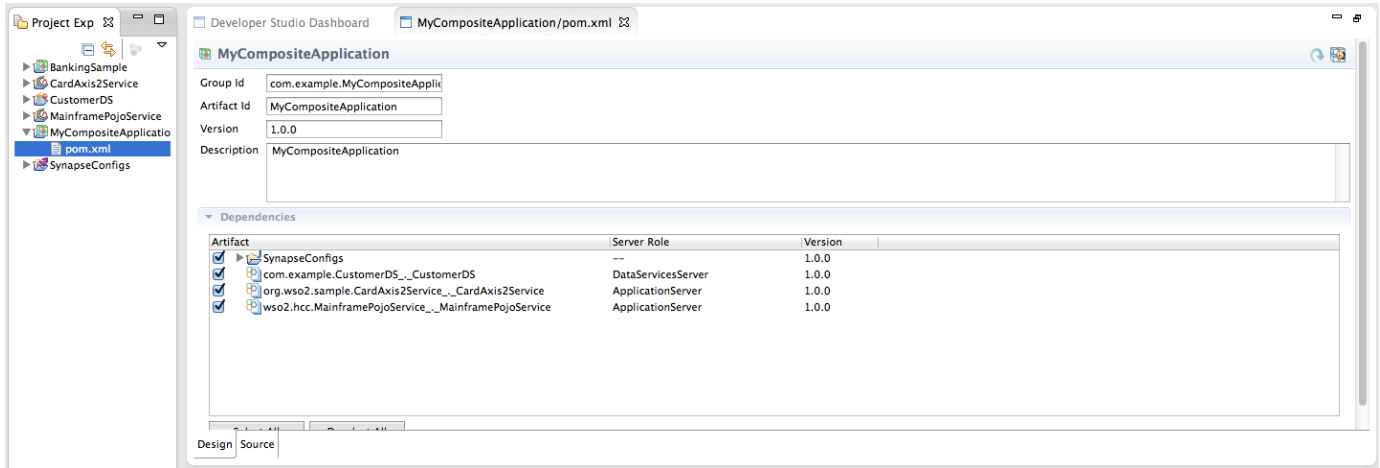 Project Exp
BankingSample
CardAxis2Service
CustomerDS
MainframePojoService
MyCompositeApplicatio
pom.xml
SynapseConfigs
Developer Studio Dashboard
MyCompositeApplication/pom.xml
MyCompositeApplication
Group Id com.example.MyCompositeApplic
Artifact Id MyCompositeApplication
Version 1.0.0
Description MyCompositeApplication
Dependencies
Artifact Server Role Version
SynapseConfigs -- 1.0.0
com.example.CustomerDS_._CustomerDS DataServicesServer 1.0.0
org.wso2.sample.CardAxis2Service_._CardAxis2Service ApplicationServer 1.0.0
wso2.hcc.MainframePojoService_._MainframePojoService ApplicationServer 1.0.0
Design Source